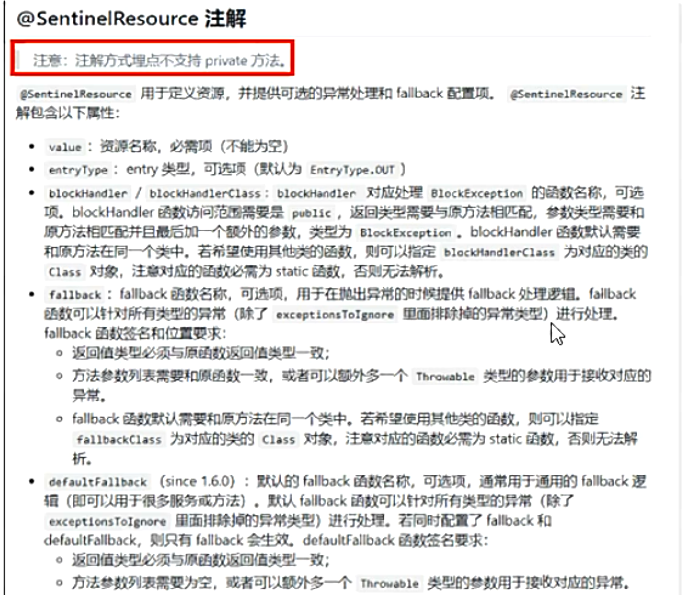 @SentinelResource 注解
注意：注解方式埋点不支持 private 方法。
@SentinelResource 用于定义资源，并提供可选的异常处理和 fallback 配置项。 @SentinelResource 注
解包含以下属性：
• value：资源名称，必需项（不能为空）
• entryType：entry 类型，可选项（默认为 EntryType.OUT）
• blockHandler / blockHandlerClass：blockHandler 对应处理 BlockException 的函数名称，可选
项。blockHandler 函数访问范围需要是 public，返回类型需要与原方法相匹配，参数类型需要和
原方法相匹配并且最后加一个额外的参数，类型为 BlockException。blockHandler 函数默认需要
和原方法在同一个类中。若希望使用其他类的函数，则可以指定 blockHandlerClass 为对应的类的
Class 对象，注意对应的函数必需为 static 函数，否则无法解析。
• fallback：fallback 函数名称，可选项，用于在抛出异常的时候提供 fallback 处理逻辑。fallback
函数可以针对所有类型的异常（除了 exceptionsToIgnore 里面排除掉的异常类型）进行处理。
fallback 函数签名和位置要求：
◦ 返回值类型必须与原函数返回值类型一致；
◦ 方法参数列表需要和原函数一致，或者可以额外多一个 Throwable 类型的参数用于接收对应的
异常。
◦ fallback 函数默认需要和原方法在同一个类中。若希望使用其他类的函数，则可以指定
fallbackClass 为对应的类的 Class 对象，注意对应的函数必需为 static 函数，否则无法解
析。
• defaultFallback（since 1.6.0）：默认的 fallback 函数名称，可选项，通常用于通用的 fallback 逻
辑（即可以用于很多服务或方法）。默认 fallback 函数可以针对所有类型的异常（除了
exceptionsToIgnore 里面排除掉的异常类型）进行处理。若同时配置了 fallback 和
defaultFallback，则只有 fallback 会生效。defaultFallback 函数签名要求：
◦ 返回值类型必须与原函数返回值类型一致；
◦ 方法参数列表需要为空，或者可以额外多一个 Throwable 类型的参数用于接收对应的异常。